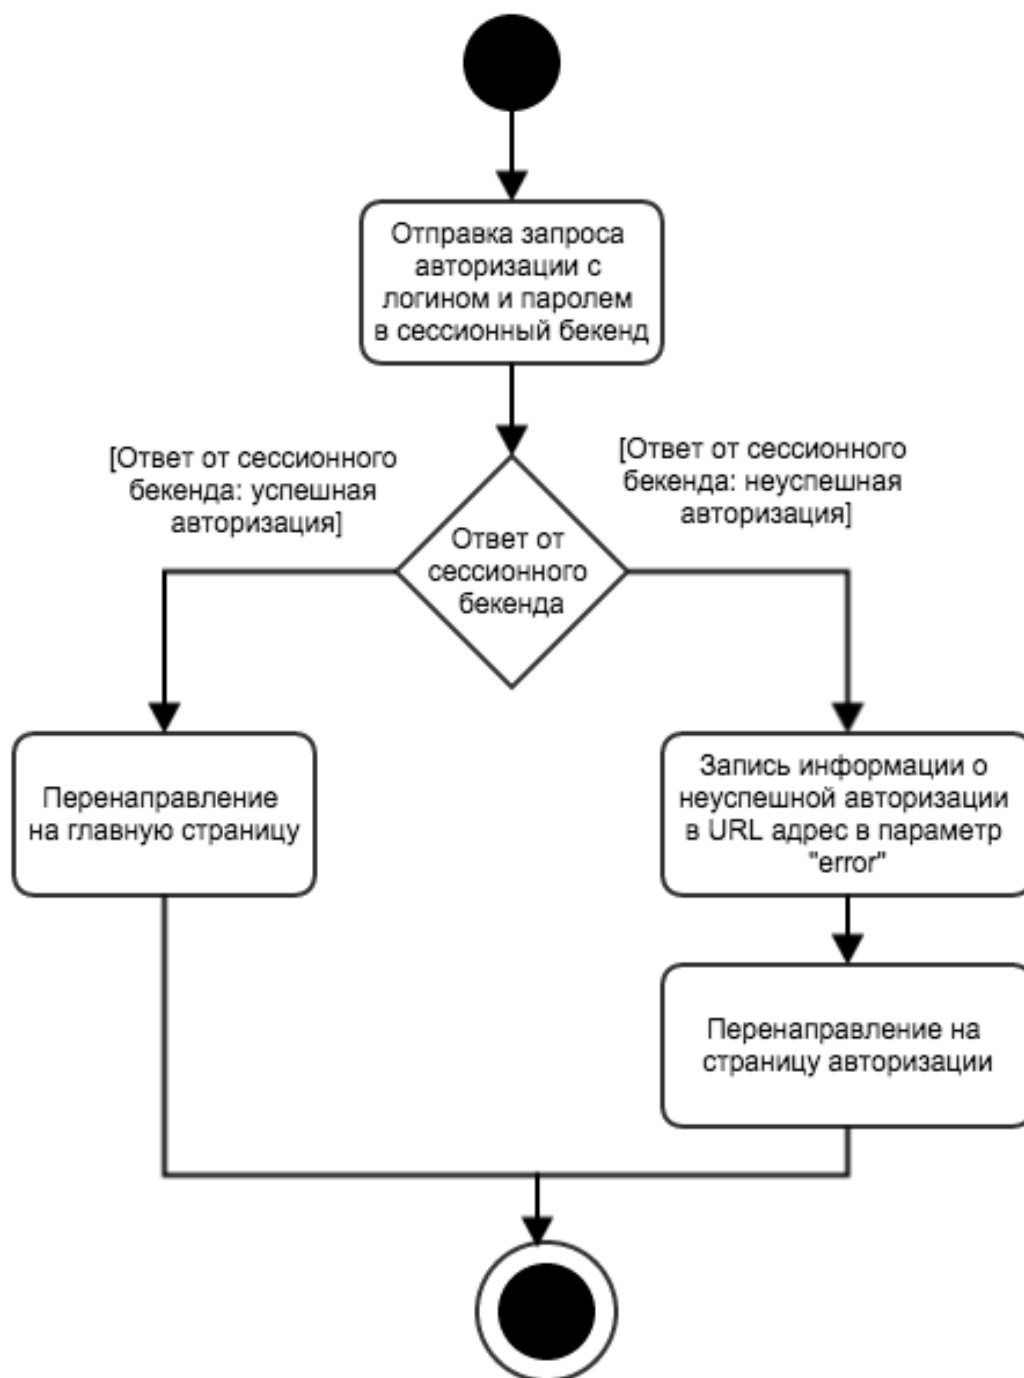 Отправка запроса
авторизации с
логином и паролем
в сессионный бекенд
[Ответ от сессионного
бекенда: успешная
авторизация]
[Ответ от сессионного
бекенда: неуспешная
авторизация]
Ответ от
сессионного
бекенда
Перенаправление
на главную страницу
Запись информации о
неуспешной авторизации
в URL адрес в параметр
"error"
Перенаправление на
страницу авторизации